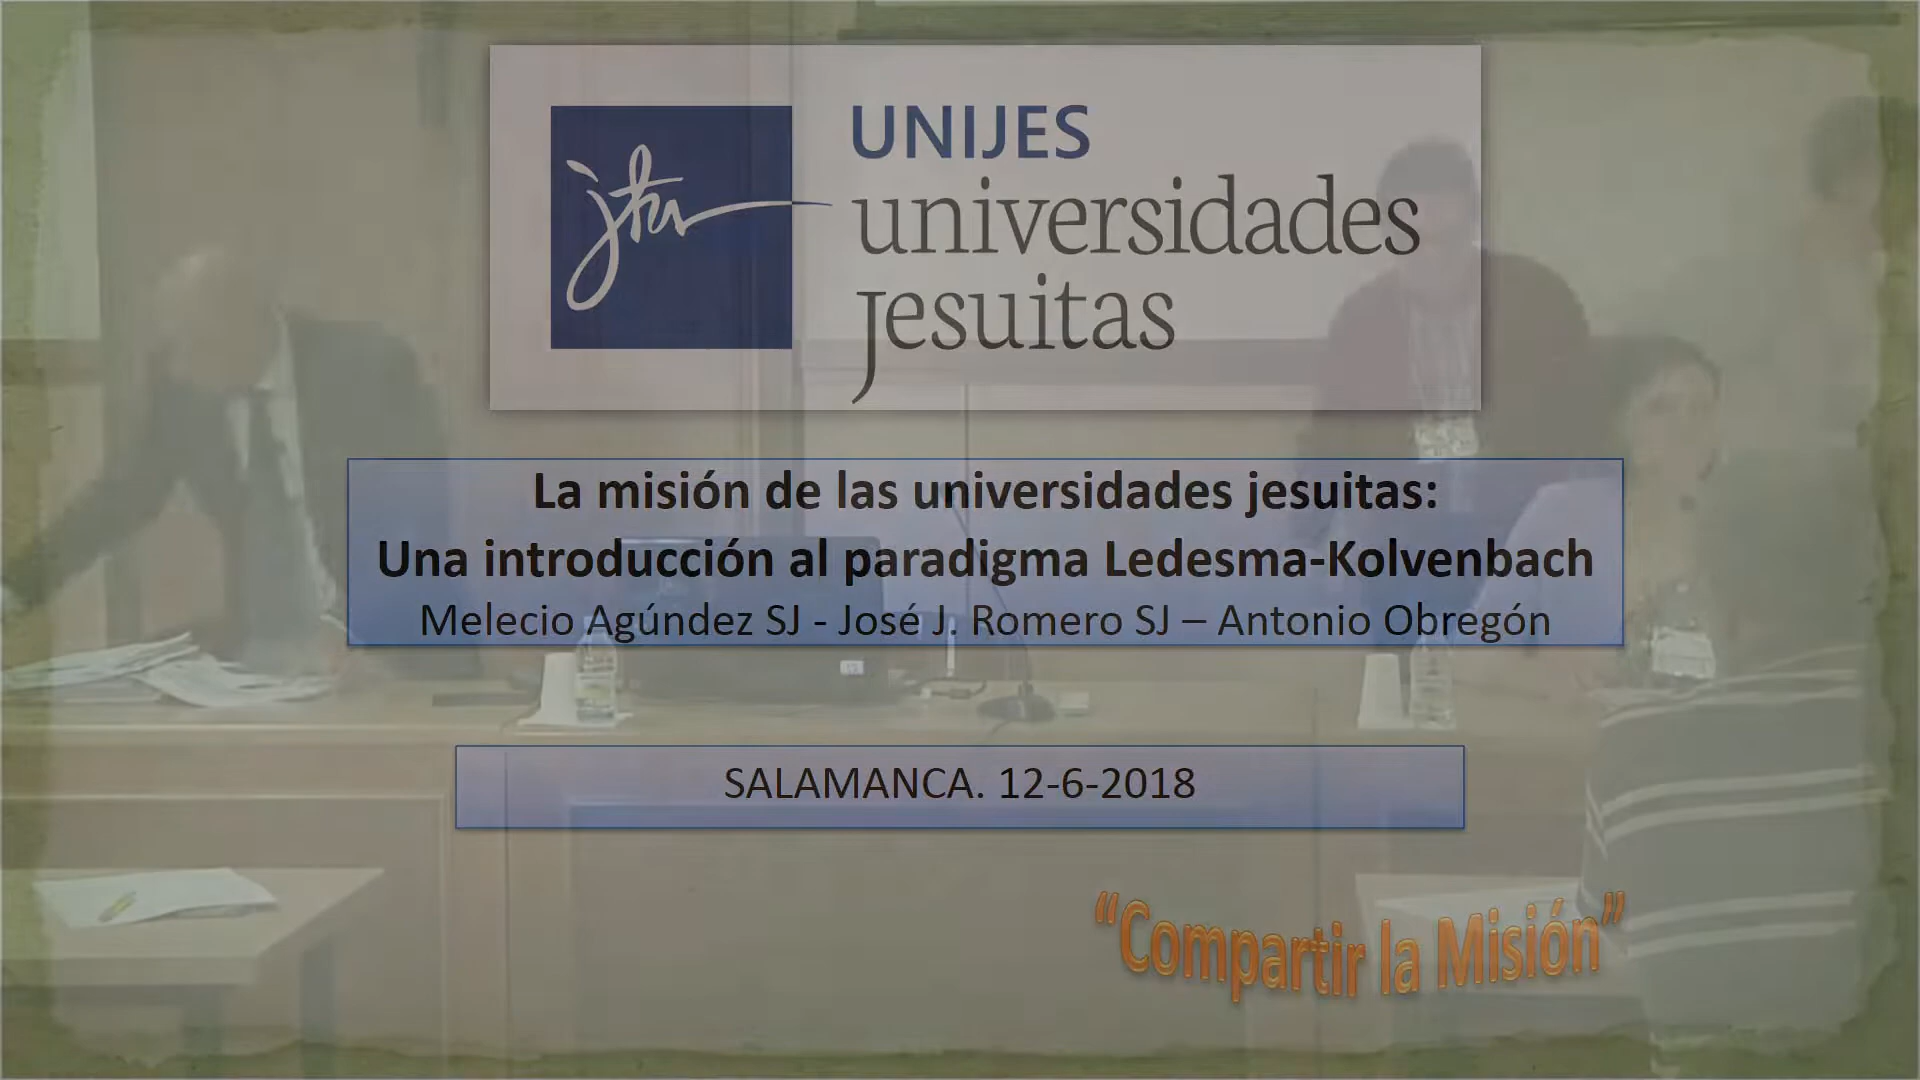 UNIJES
universidades
jesuitas
La misión de las universidades jesuitas:
Una introducción al paradigma Ledesma-Kolvenbach
Melecio Agúndez SJ - José J. Romero SJ – Antonio Obregón
SALAMANCA. 12-6-2018
“Compartir la Misión”